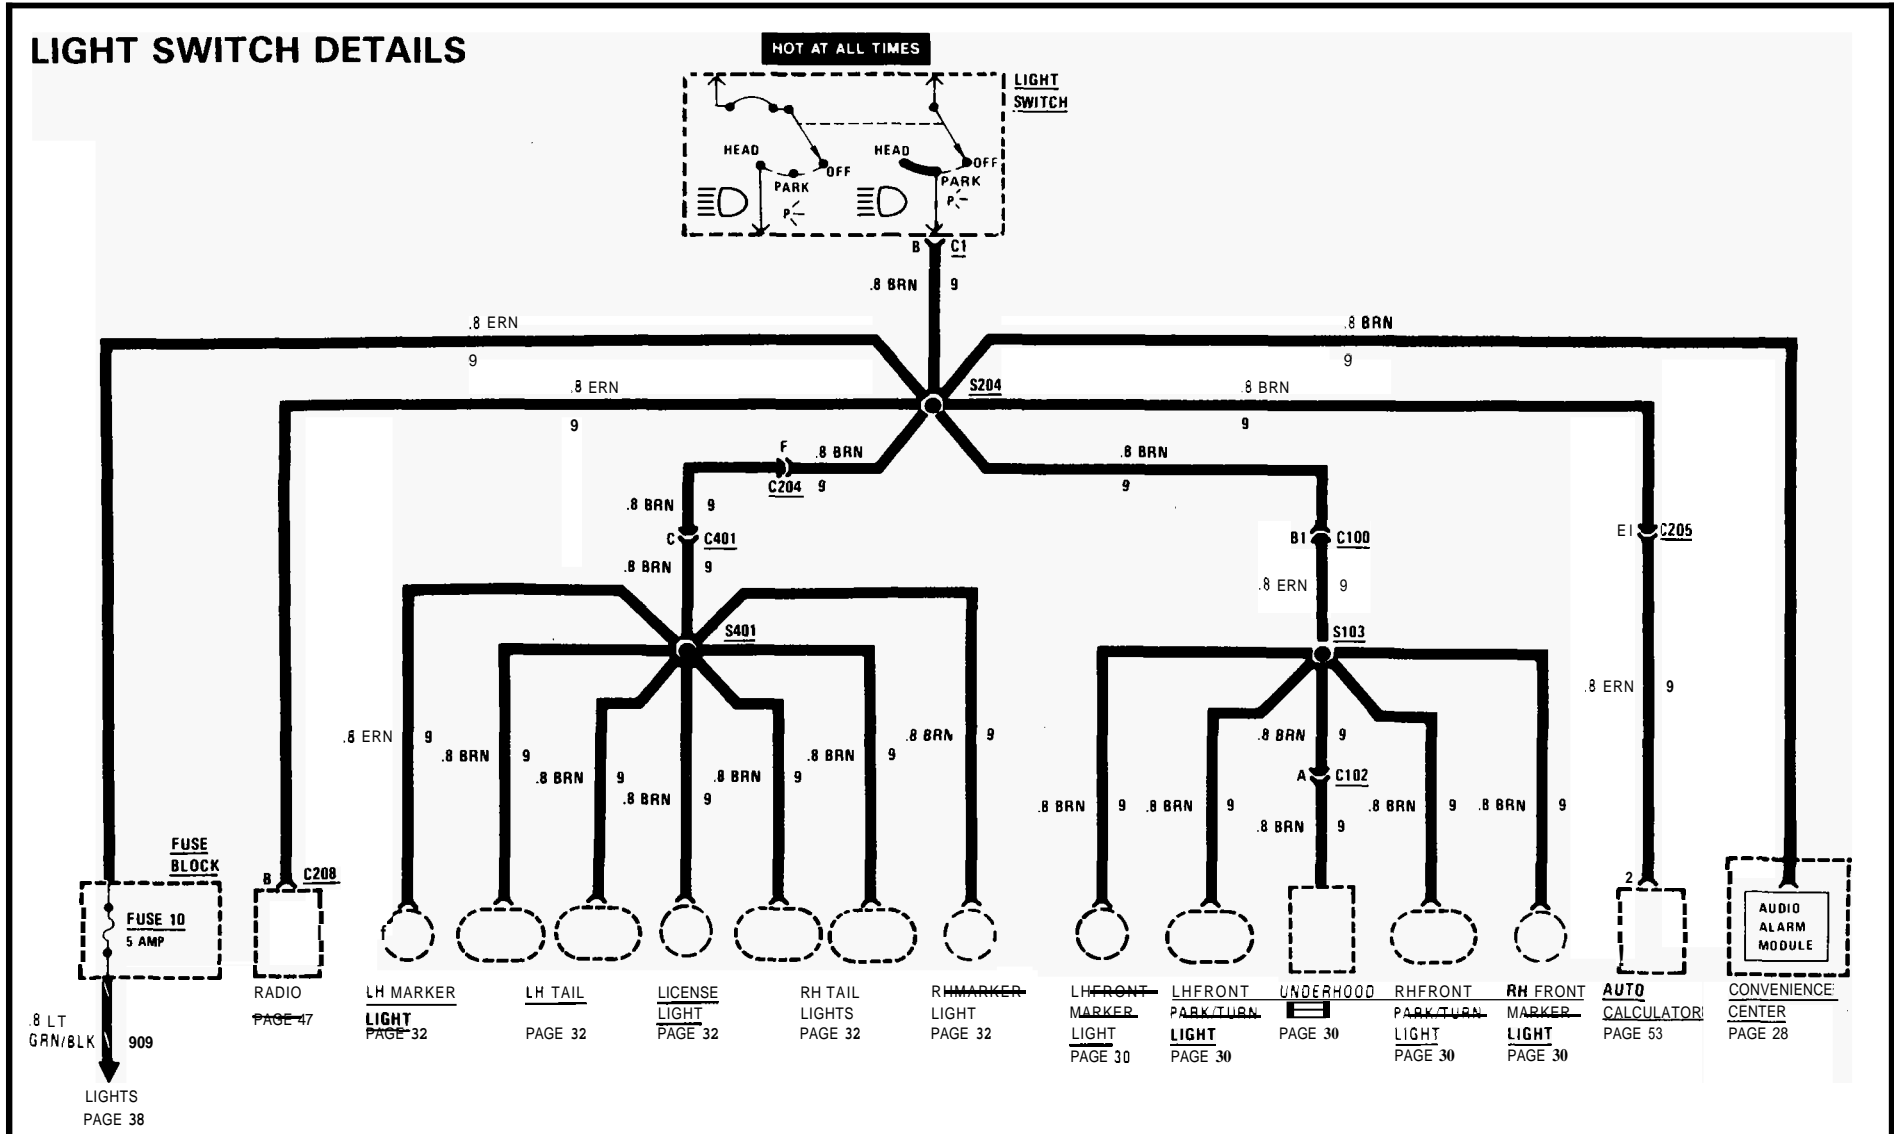 LIGHT SWITCH DETAILS
HOT AT ALL TIMES
LIGHT
SWITCH
HEAD
OFF
PARK
P
HEAD
OFF
PARK
P
B C1
.8 BRN 9
.8 ERN
9
.8 BRN
9
.8 ERN
9
S204
.8 BRN
9
F
C204
.8 BRN
9
.8 BRN
9
.8 BRN 9
C C401
.8 BRN 9
B1 C100
.8 ERN 9
E1 C205
S401
S103
.8 ERN 9
.8 ERN 9
.8 BRN 9
.8 BRN 9
.8 BRN 9
.8 BRN 9
.8 BRN 9
.8 BRN 9
.8 BRN 9
.8 BRN 9
.8 BRN 9
A C102
.8 BRN 9
.8 BRN 9
.8 BRN 9
FUSE
BLOCK
FUSE 10
5 AMP
B C208
2
AUDIO
ALARM
MODULE
RADIO
PAGE 47
LH MARKER
LIGHT
PAGE 32
LH TAIL
PAGE 32
LICENSE
LIGHT
PAGE 32
RH TAIL
LIGHTS
PAGE 32
RHMARKER
LIGHT
PAGE 32
LHFRONT
MARKER
LIGHT
PAGE 30
LHFRONT
PARK/TURN
LIGHT
PAGE 30
UNDERHOOD
PAGE 30
RHFRONT
PARK/TURN
LIGHT
PAGE 30
RH FRONT
MARKER
LIGHT
PAGE 30
AUTO
CALCULATOR
PAGE 53
CONVENIENCE
CENTER
PAGE 28
.8 LT
GRN/BLK 909
LIGHTS
PAGE 38